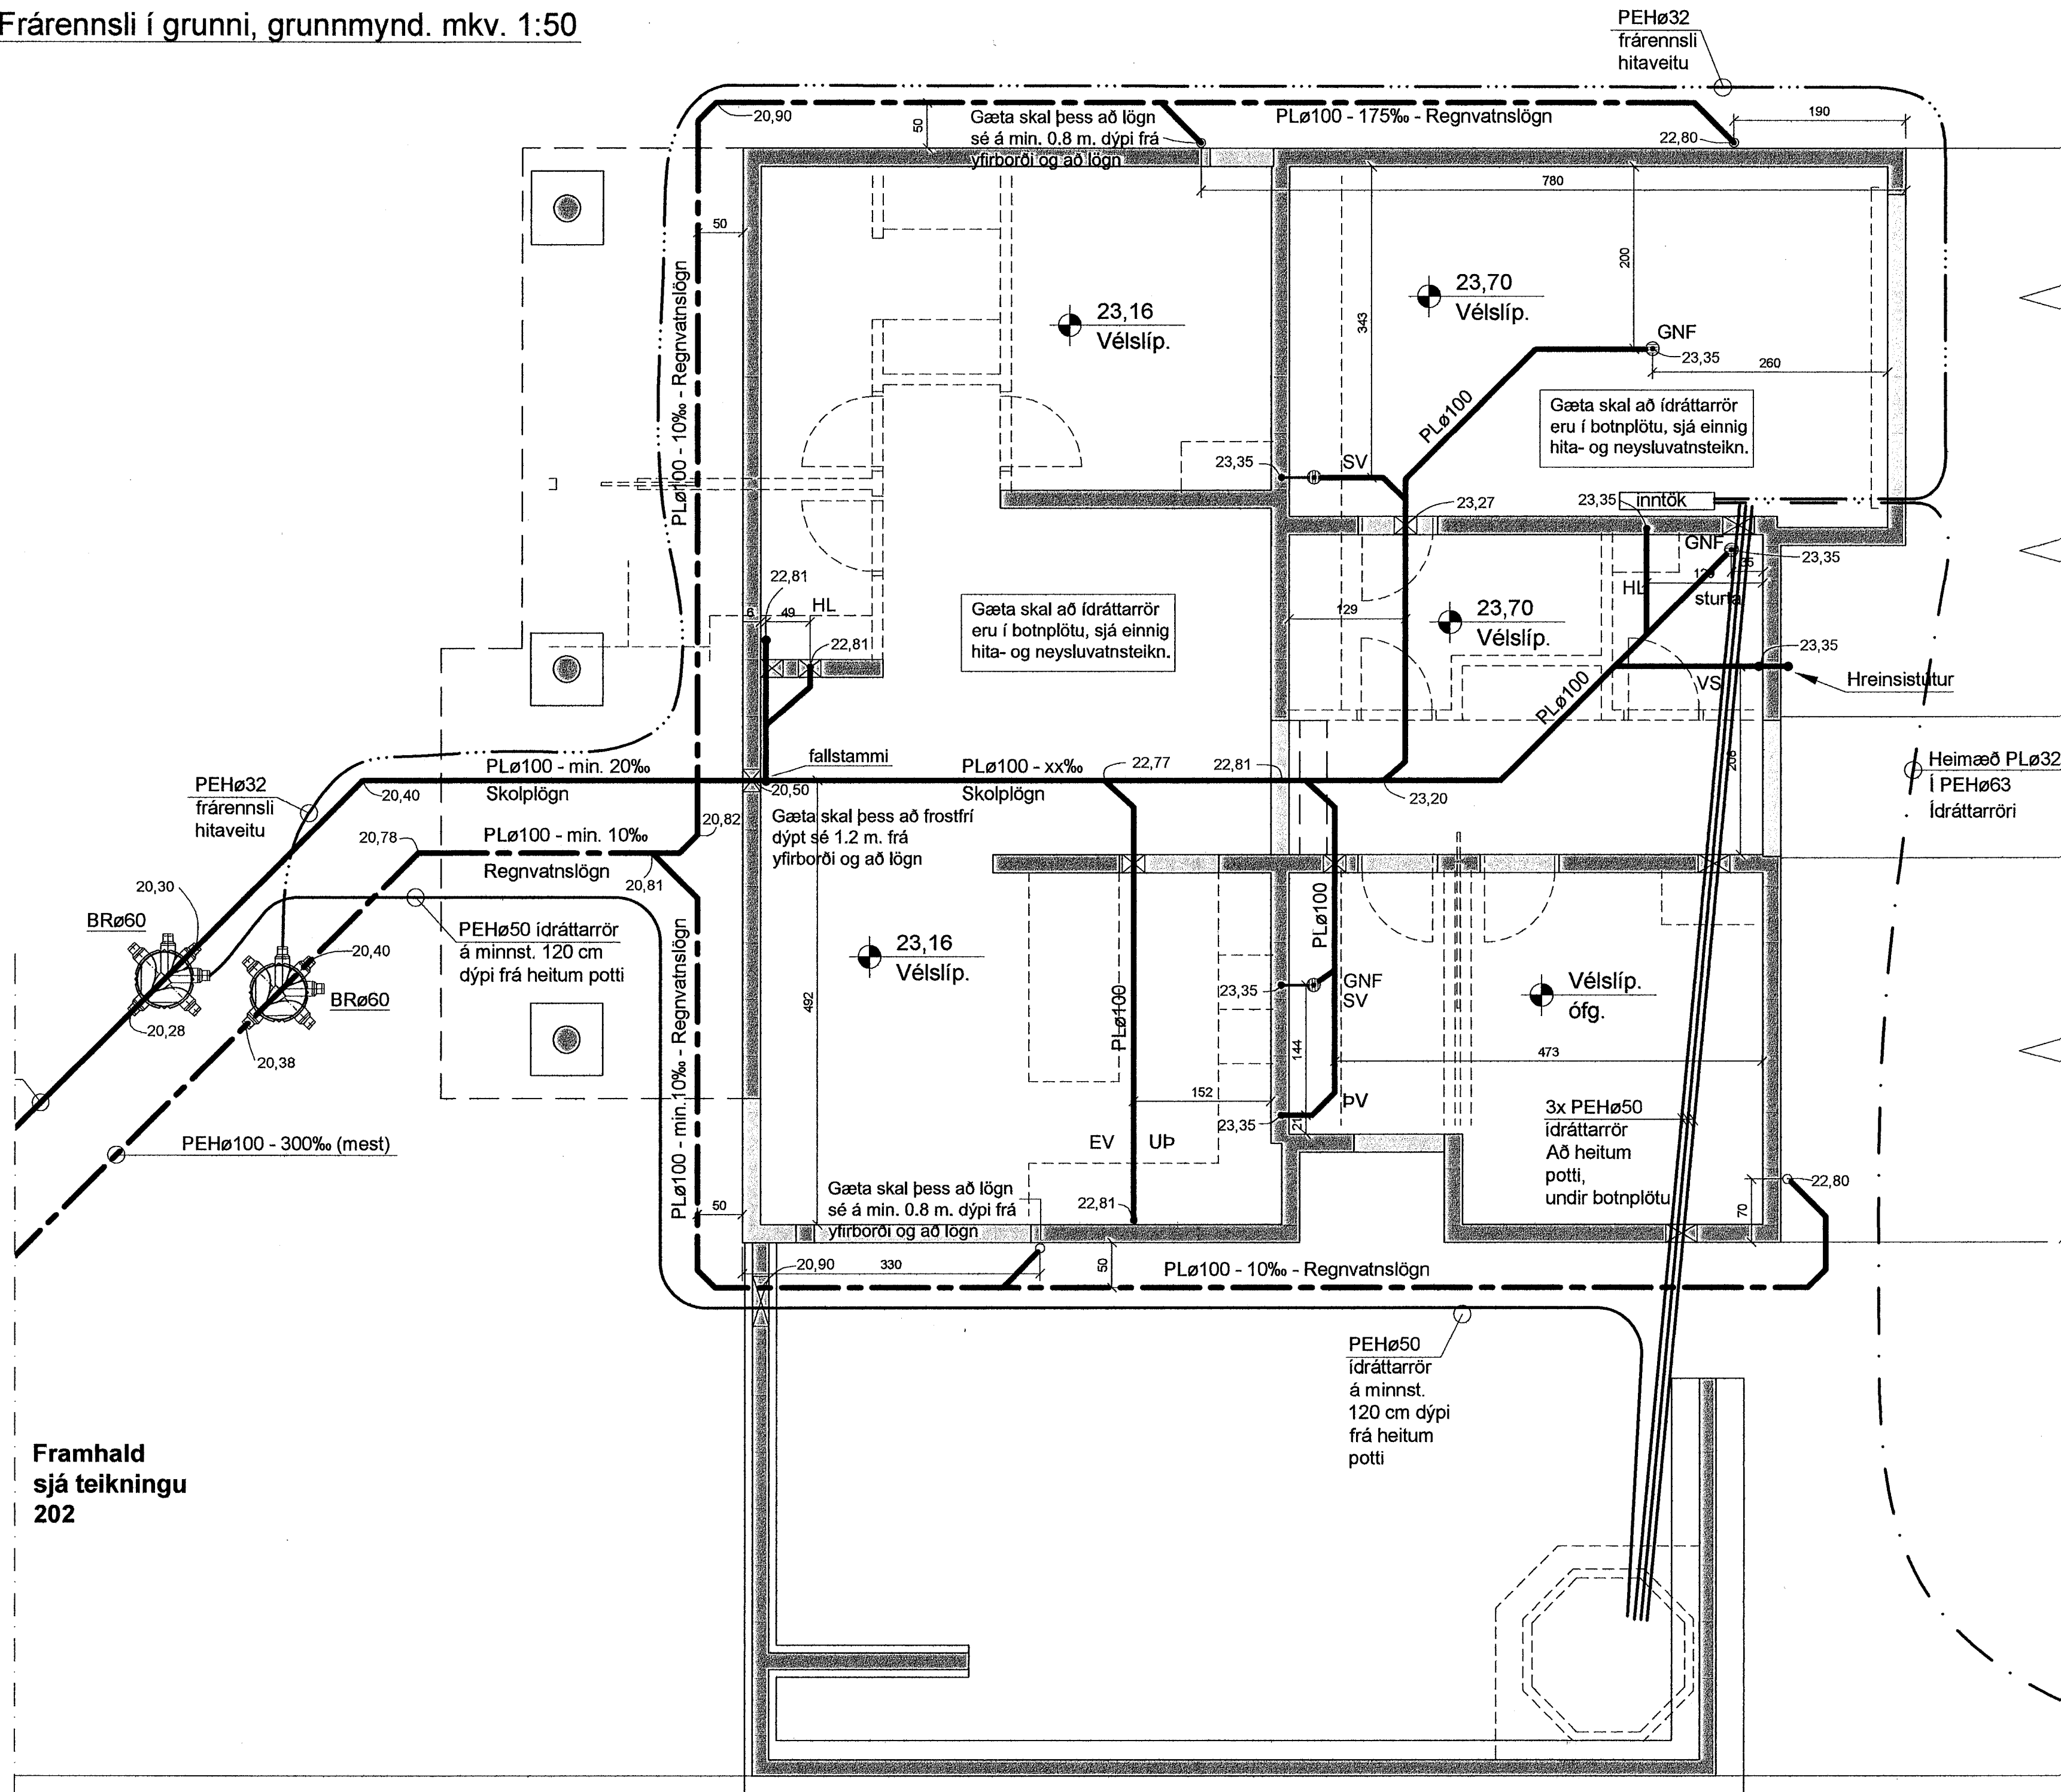 Frárennsli í grunni, grunnmynd. mkv. 1:50
PEHø32
frárennsli
hitaveitu
20,90
50
Gæta skal þess að lögn
sé á min. 0.8 m. dýpi frá
yfirborði og að lögn
PLø100 - 175‰ - Regnvatnslögn
22,80
190
780
50
PLø100 - 10‰ - Regnvatnslögn
23,16
Vélslíp.
343
200
23,70
Vélslíp.
GNF
23,35
260
PLø100
Gæta skal að ídráttarrör
eru í botnplötu, sjá einnig
hita- og neysluvatnsteikn.
23,35
SV
23,27
23,35
inntök
GNF
23,35
35
HL
sturta
22,81
6
49
HL
22,81
Gæta skal að ídráttarrör
eru í botnplötu, sjá einnig
hita- og neysluvatnsteikn.
129
23,70
Vélslíp.
23,35
VS
Hreinsistútur
PLø100
208
Heimæð PLø32
Í PEHø63
Ídráttarröri
PEHø32
frárennsli
hitaveitu
20,40
PLø100 - min. 20‰
Skolplögn
fallstammi
20,50
PLø100 - xx‰
Skolplögn
22,77
22,81
23,20
20,82
Gæta skal þess að frostfrí
dýpt sé 1.2 m. frá
yfirborði og að lögn
20,78
PLø100 - min. 10‰
Regnvatnslögn
20,81
20,30
BRø60
20,28
PEHø50 ídráttarrör
á minnst. 120 cm
dýpi frá heitum potti
20,40
BRø60
20,38
PEHø100 - 300‰ (mest)
PLø100 - min.10‰ - Regnvatnslögn
50
23,16
Vélslíp.
492
PLø100
152
EV
UÞ
22,81
PLø100
23,35
GNF
SV
144
ÞV
23,35
21
Vélslíp.
ófg.
473
3x PEHø50
ídráttarrör
Að heitum
potti,
undir botnplötu
22,80
70
Gæta skal þess að lögn
sé á min. 0.8 m. dýpi frá
yfirborði og að lögn
20,90
330
50
PLø100 - 10‰ - Regnvatnslögn
PEHø50
ídráttarrör
á minnst.
120 cm dýpi
frá heitum
potti
Framhald
sjá teikningu
202